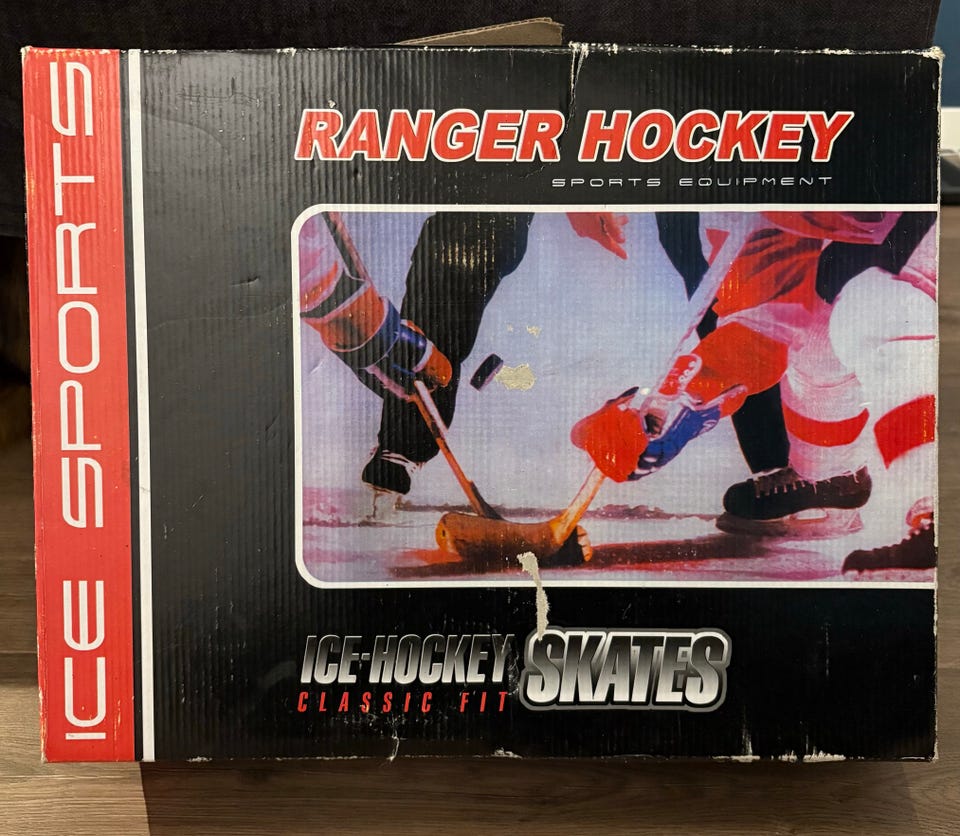 ICE SPORTS
RANGER HOCKEY
SPORTS EQUIPMENT
ICE-HOCKEY SKATES
CLASSIC FIT